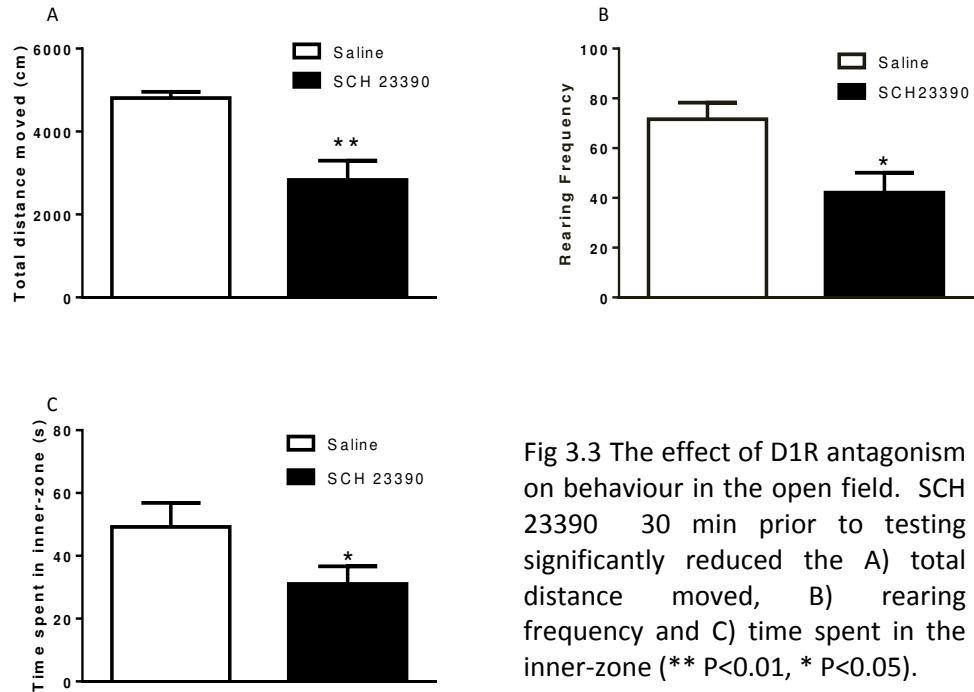 A
Total distance moved (cm)
6000
4000
2000
0
Saline
SCH 23390
**
B
Rearing Frequency
100
80
60
40
20
0
Saline
SCH23390
*
C
Time spent in inner-zone (s)
80
60
40
20
0
Saline
SCH 23390
*
Fig 3.3 The effect of D1R antagonism
on behaviour in the open field. SCH
23390 30 min prior to testing
significantly reduced the A) total
distance moved, B) rearing
frequency and C) time spent in the
inner-zone (** P<0.01, * P<0.05).